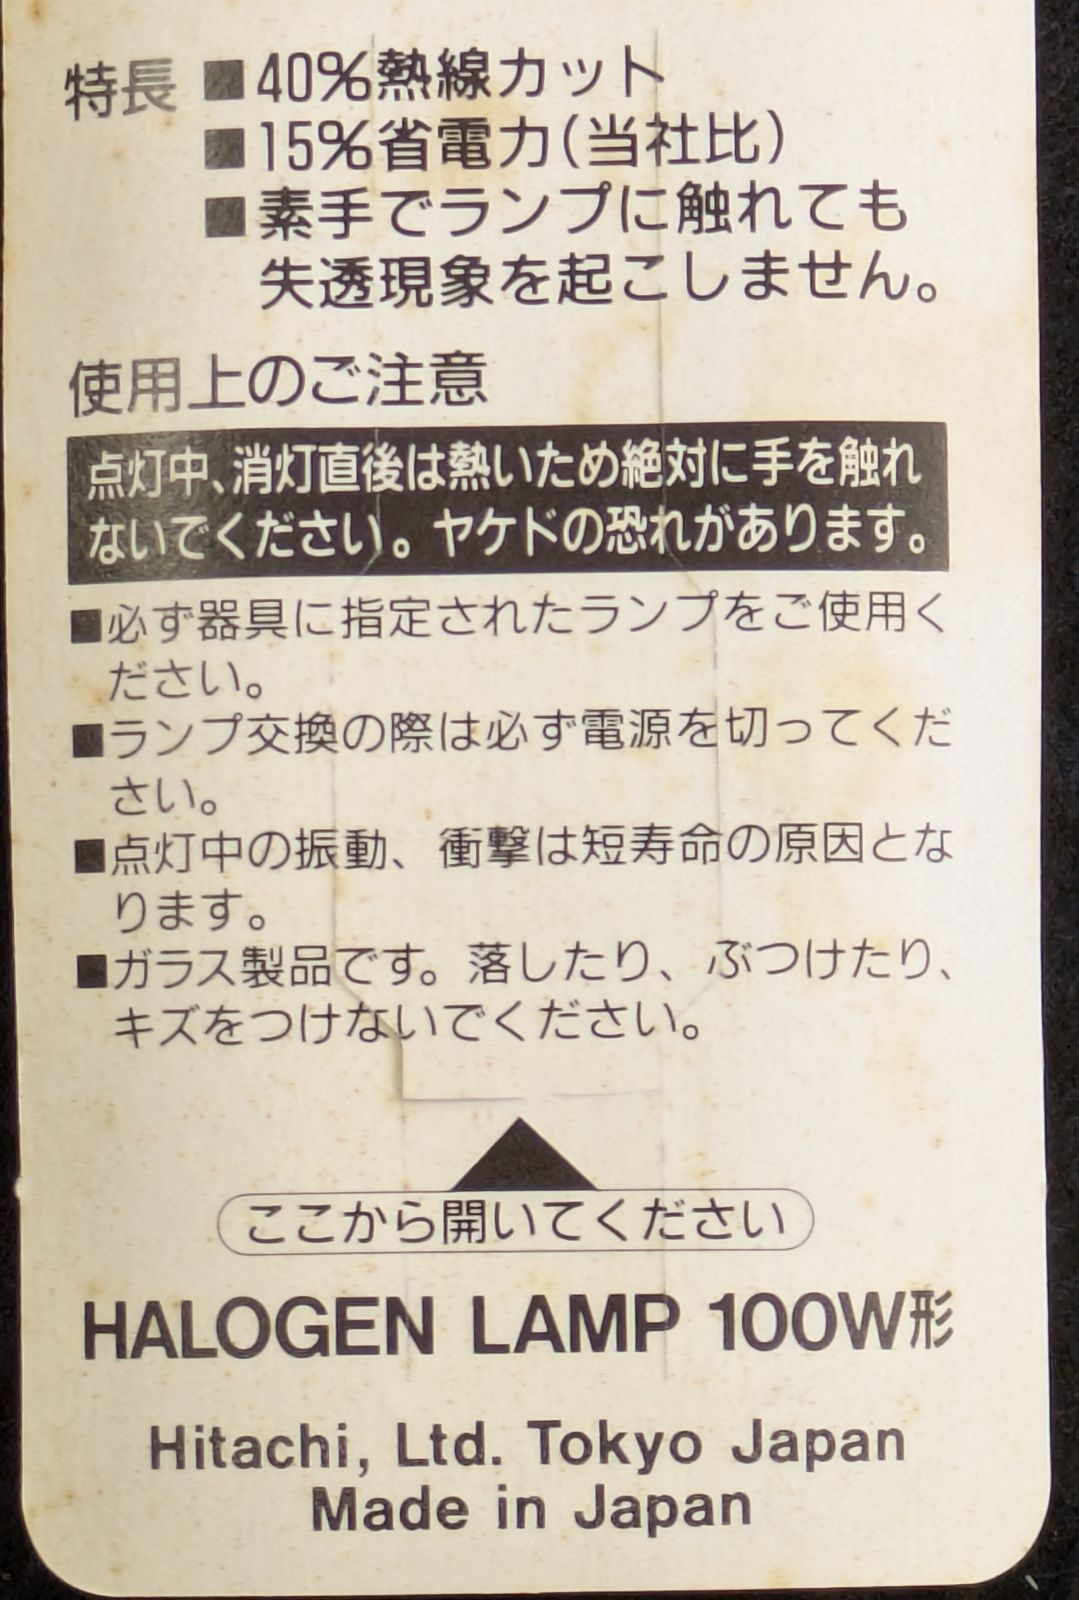 特長 ■40%熱線カット
■15%省電力(当社比)
■素手でランプに触れても
失透現象を起こしません。
使用上のご注意
点灯中、消灯直後は熱いため絶対に手を触れ
ないでください。ヤケドの恐れがあります。
■必ず器具に指定されたランプをご使用く
ださい。
■ランプ交換の際は必ず電源を切ってくだ
さい。
■点灯中の振動、衝撃は短寿命の原因とな
ります。
■ガラス製品です。落したり、ぶつけたり、
キズをつけないでください。
ここから開いてください
HALOGEN LAMP 100W形
Hitachi, Ltd. Tokyo Japan
Made in Japan